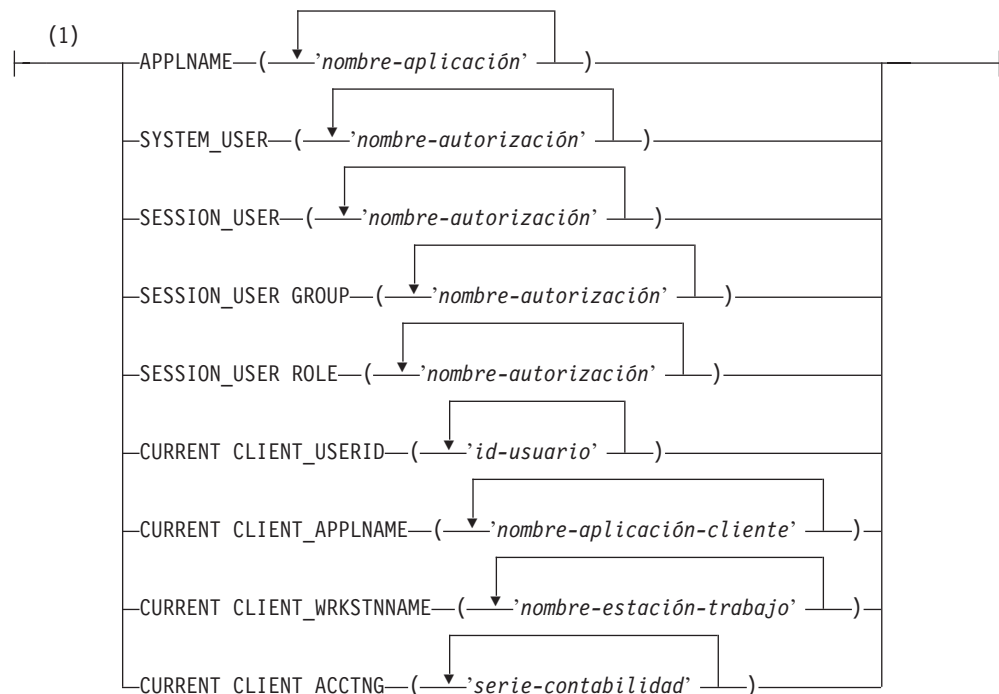 (1)
APPLNAME ( 'nombre-aplicación' )
SYSTEM_USER ( 'nombre-autorización' )
SESSION_USER ( 'nombre-autorización' )
SESSION_USER GROUP ( 'nombre-autorización' )
SESSION_USER ROLE ( 'nombre-autorización' )
CURRENT CLIENT_USERID ( 'id-usuario' )
CURRENT CLIENT_APPLNAME ( 'nombre-aplicación-cliente' )
CURRENT CLIENT_WRKSTNNAME ( 'nombre-estación-trabajo' )
CURRENT CLIENT_ACCTNG ( 'serie-contabilidad' )